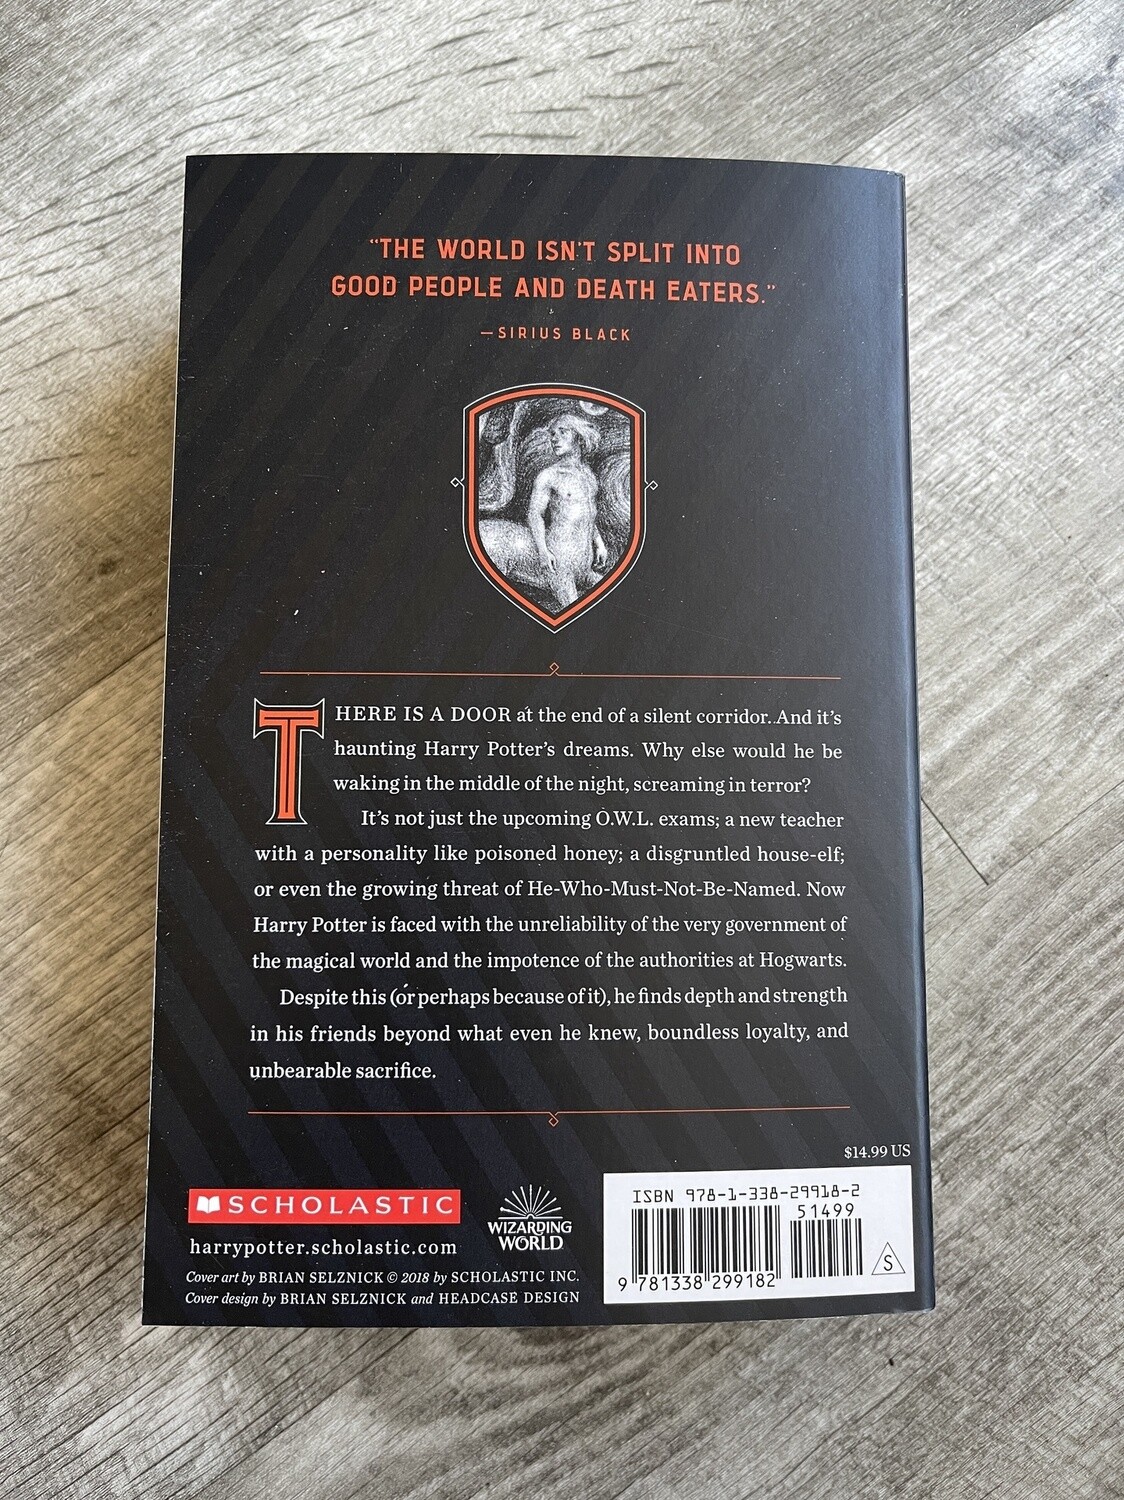 “THE WORLD ISN’T SPLIT INTO
GOOD PEOPLE AND DEATH EATERS.”
—SIRIUS BLACK
THERE IS A DOOR at the end of a silent corridor. And it’s
haunting Harry Potter’s dreams. Why else would he be
waking in the middle of the night, screaming in terror?
It’s not just the upcoming O.W.L. exams; a new teacher
with a personality like poisoned honey; a disgruntled house-elf;
or even the growing threat of He-Who-Must-Not-Be-Named. Now
Harry Potter is faced with the unreliability of the very government of
the magical world and the impotence of the authorities at Hogwarts.
Despite this (or perhaps because of it), he finds depth and strength
in his friends beyond what even he knew, boundless loyalty, and
unbearable sacrifice.
$14.99 US
SCHOLASTIC
harrypotter.scholastic.com
Cover art by BRIAN SELZNICK © 2018 by SCHOLASTIC INC.
Cover design by BRIAN SELZNICK and HEADCASE DESIGN
WIZARDING
WORLD
ISBN 978-1-338-29918-2
51499
9 781338 299182
S